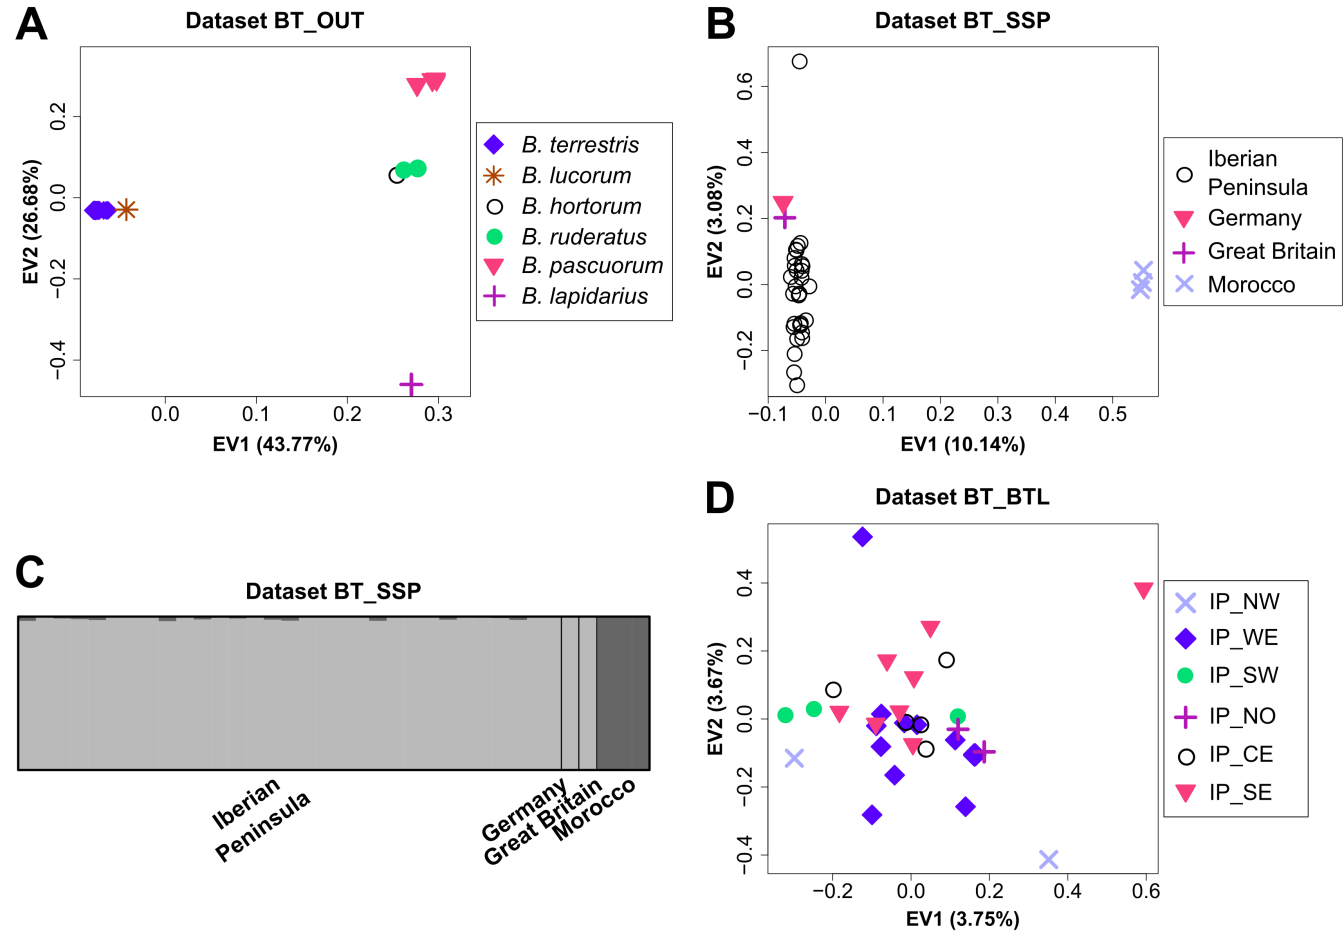 A
Dataset BT_OUT
0.2
0.0
−0.2
−0.4
EV2 (26.68%)
0.0
0.1
0.2
0.3
EV1 (43.77%)
B. terrestris
B. lucorum
B. hortorum
B. ruderatus
B. pascuorum
B. lapidarius
B
Dataset BT_SSP
0.6
0.4
0.2
0.0
−0.2
EV2 (3.08%)
−0.1
0.0
0.1
0.2
0.3
0.4
0.5
EV1 (10.14%)
Iberian
Peninsula
Germany
Great Britain
Morocco
C
Dataset BT_SSP
Iberian
Peninsula
Germany
Great Britain
Morocco
D
Dataset BT_BTL
0.4
0.2
0.0
−0.2
−0.4
EV2 (3.67%)
−0.2
0.0
0.2
0.4
0.6
EV1 (3.75%)
IP_NW
IP_WE
IP_SW
IP_NO
IP_CE
IP_SE